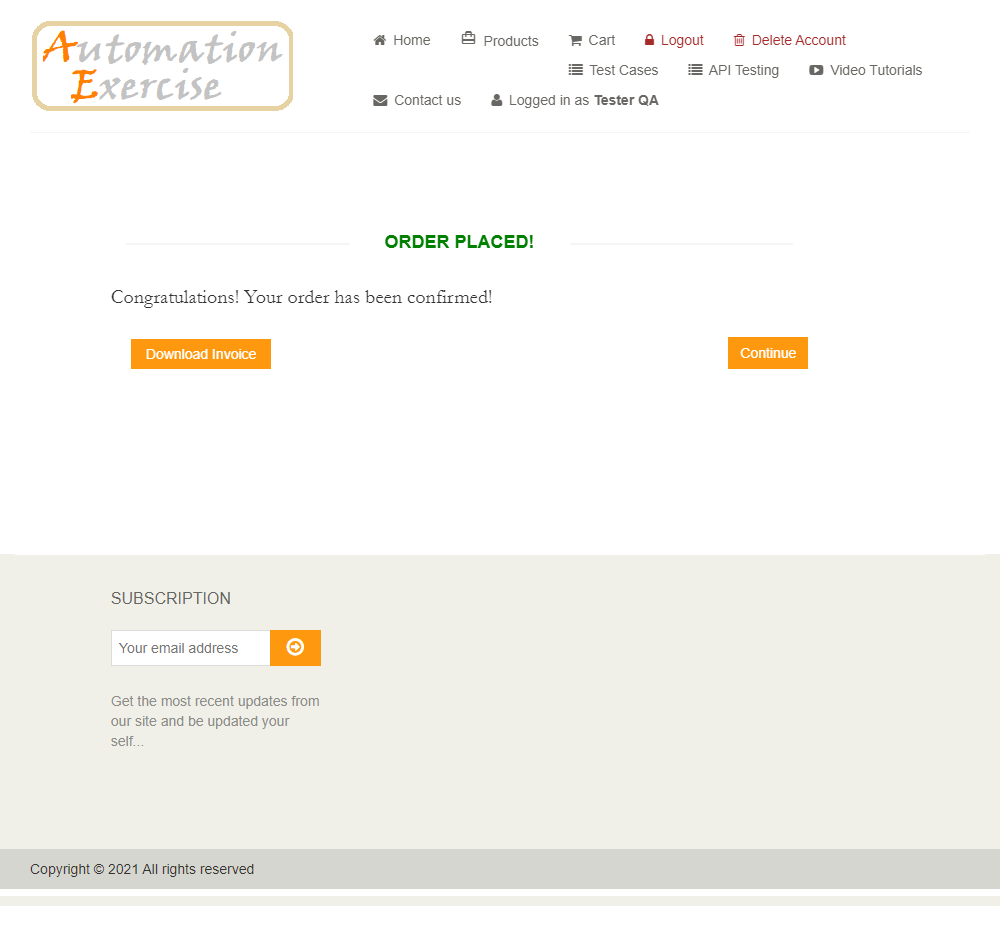 Automation
Exercise
Home Products Cart Logout Delete Account
Test Cases API Testing Video Tutorials
Contact us Logged in as Tester QA
ORDER PLACED!
Congratulations! Your order has been confirmed!
Download Invoice Continue
SUBSCRIPTION
Your email address
Get the most recent updates from
our site and be updated your
self...
Copyright © 2021 All rights reserved